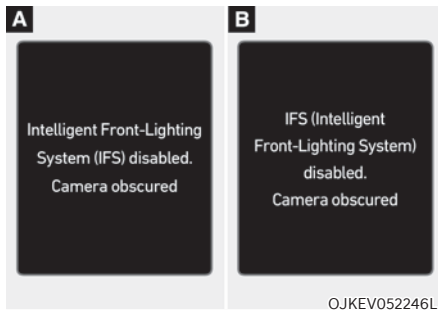 A
Intelligent Front-Lighting
System (IFS) disabled.
Camera obscured
B
IFS (Intelligent
Front-Lighting System)
disabled.
Camera obscured
OJKEV052246L